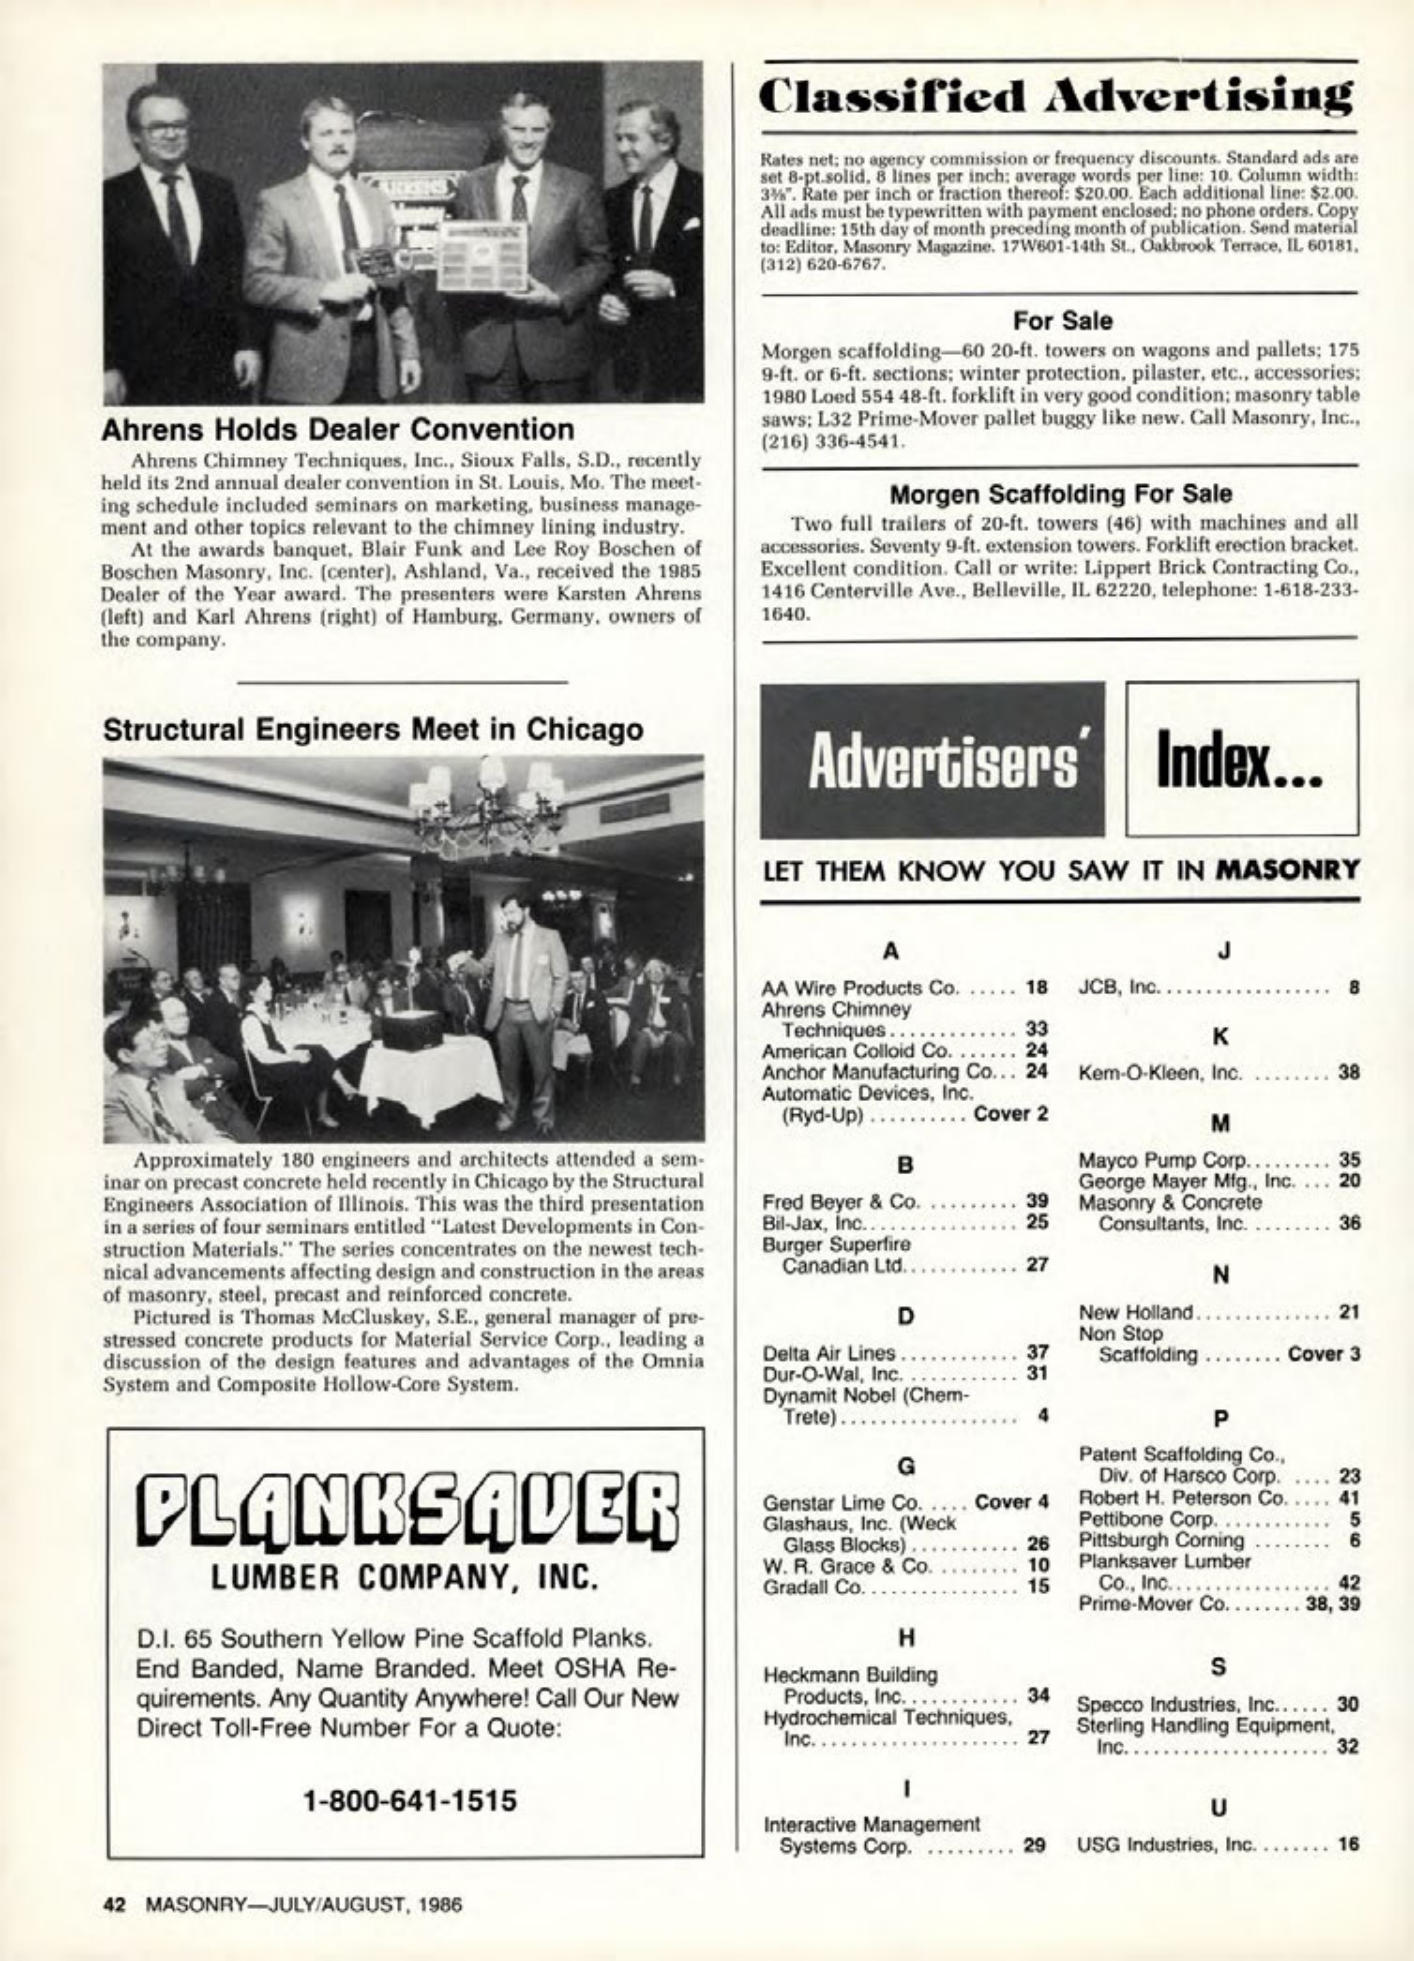 Ahrens Holds Dealer Convention
Ahrens Chimney Techniques, Inc., Sioux Falls, S.D., recently
held its 2nd annual dealer convention in St. Louis, Mo. The meet-
ing schedule included seminars on marketing, business manage-
ment and other topics relevant to the chimney lining industry.
At the awards banquet, Blair Funk and Lee Roy Boschen of
Boschen Masonry, Inc. (center), Ashland, Va., received the 1985
Dealer of the Year award. The presenters were Karsten Ahrens
(left) and Karl Ahrens (right) of Hamburg, Germany, owners of
the company.
Structural Engineers Meet in Chicago
Approximately 180 engineers and architects attended a sem-
inar on precast concrete held recently in Chicago by the Structural
Engineers Association of Illinois. This was the third presentation
in a series of four seminars entitled "Latest Developments in Con-
struction Materials." The series concentrates on the newest tech-
nical advancements affecting design and construction in the areas
of masonry, steel, precast and reinforced concrete.
Pictured is Thomas McCluskey, S.E., general manager of pre-
stressed concrete products for Material Service Corp., leading a
discussion of the design features and advantages of the Omnia
System and Composite Hollow-Core System.
PLANKSAVER
LUMBER COMPANY, INC.
D.I. 65 Southern Yellow Pine Scaffold Planks.
End Banded, Name Branded. Meet OSHA Re-
quirements. Any Quantity Anywhere! Call Our New
Direct Toll-Free Number For a Quote:
1-800-641-1515
Classified Advertising
Rates net; no agency commission or frequency discounts. Standard ads are
set 8-pt.solid, 8 lines per inch; average words per line: 10. Column width:
3⅜". Rate per inch or fraction thereof: $20.00. Each additional line: $2.00.
All ads must be typewritten with payment enclosed; no phone orders. Copy
deadline: 15th day of month preceding month of publication. Send material
to: Editor, Masonry Magazine. 17W601-14th St., Oakbrook Terrace, IL 60181,
(312) 620-6767.
For Sale
Morgen scaffolding—60 20-ft. towers on wagons and pallets; 175
9-ft. or 6-ft. sections; winter protection, pilaster, etc., accessories;
1980 Loed 554 48-ft. forklift in very good condition; masonry table
saws; L32 Prime-Mover pallet buggy like new. Call Masonry, Inc.,
(216) 336-4541.
Morgen Scaffolding For Sale
Two full trailers of 20-ft. towers (46) with machines and all
accessories. Seventy 9-ft. extension towers. Forklift erection bracket.
Excellent condition. Call or write: Lippert Brick Contracting Co.,
1416 Centerville Ave., Belleville, IL 62220, telephone: 1-618-233-
1640.
Advertisers' Index...
LET THEM KNOW YOU SAW IT IN MASONRY
A
AA Wire Products Co. ...... 18
Ahrens Chimney
Techniques............. 33
American Colloid Co. ....... 24
Anchor Manufacturing Co... 24
Automatic Devices, Inc.
(Ryd-Up) .......... Cover 2
B
Fred Beyer & Co. .......... 39
Bil-Jax, Inc................ 25
Burger Superfire
Canadian Ltd............ 27
D
Delta Air Lines ............ 37
Dur-O-Wal, Inc. ........... 31
Dynamit Nobel (Chem-
Trete).................. 4
G
Genstar Lime Co. .... Cover 4
Glashaus, Inc. (Weck
Glass Blocks) ........... 26
W. R. Grace & Co. ........ 10
Gradall Co................ 15
H
Heckmann Building
Products, Inc............ 34
Hydrochemical Techniques,
Inc..................... 27
I
Interactive Management
Systems Corp. ......... 29
J
JCB, Inc.................. 8
K
Kem-O-Kleen, Inc. ........ 38
M
Mayco Pump Corp......... 35
George Mayer Mfg., Inc. ... 20
Masonry & Concrete
Consultants, Inc. ........ 36
N
New Holland.............. 21
Non Stop
Scaffolding ........ Cover 3
P
Patent Scaffolding Co.,
Div. of Harsco Corp. .... 23
Robert H. Peterson Co..... 41
Pettibone Corp............ 5
Pittsburgh Corning ........ 6
Planksaver Lumber
Co., Inc................. 42
Prime-Mover Co........ 38, 39
S
Specco Industries, Inc...... 30
Sterling Handling Equipment,
Inc..................... 32
U
USG Industries, Inc........ 16
42 MASONRY—JULY/AUGUST, 1986